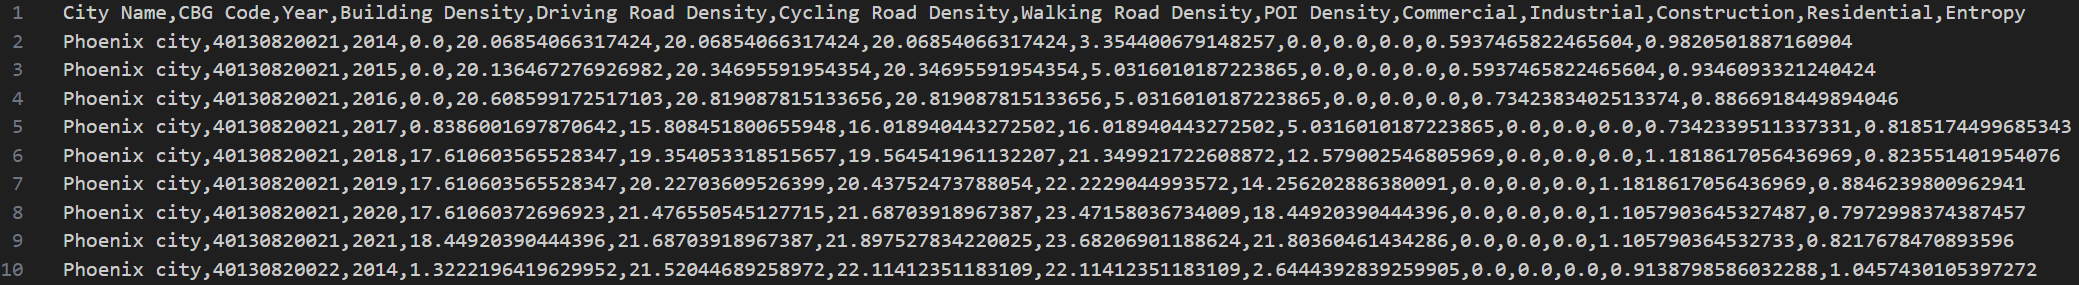 1 City Name,CBG Code,Year,Building Density,Driving Road Density,Cycling Road Density,Walking Road Density,POI Density,Commercial,Industrial,Construction,Residential,Entropy
2 Phoenix city,40130820021,2014,0.0,20.06854066317424,20.06854066317424,20.06854066317424,3.354400679148257,0.0,0.0,0.0,0.5937465822465604,0.9820501887160904
3 Phoenix city,40130820021,2015,0.0,20.136467276926982,20.34695591954354,20.34695591954354,5.0316010187223865,0.0,0.0,0.0,0.5937465822465604,0.9346093321240424
4 Phoenix city,40130820021,2016,0.0,20.608599172517103,20.819087815133656,20.819087815133656,5.0316010187223865,0.0,0.0,0.0,0.7342383402513374,0.8866918449894046
5 Phoenix city,40130820021,2017,0.8386001697870642,15.808451800655948,16.018940443272502,16.018940443272502,5.0316010187223865,0.0,0.0,0.0,0.7342339511337331,0.8185174499685343
6 Phoenix city,40130820021,2018,17.610603565528347,19.354053318515657,19.564541961132207,21.349921722608872,12.579002546805969,0.0,0.0,0.0,1.1818617056436969,0.823551401954076
7 Phoenix city,40130820021,2019,17.610603565528347,20.22703609526399,20.43752473788054,22.2229044993572,14.256202886380091,0.0,0.0,0.0,1.1818617056436969,0.8846239800962941
8 Phoenix city,40130820021,2020,17.61060372696923,21.476550545127715,21.68703918967387,23.47158036734009,18.44920390444396,0.0,0.0,0.0,1.1057903645327487,0.7972998374387457
9 Phoenix city,40130820021,2021,18.44920390444396,21.68703918967387,21.897527834220025,23.68206901188624,21.80360461434286,0.0,0.0,0.0,1.105790364532733,0.8217678470893596
10 Phoenix city,40130820022,2014,1.3222196419629952,21.52044689258972,22.11412351183109,22.11412351183109,2.6444392839259905,0.0,0.0,0.0,0.9138798586032288,1.0457430105397272